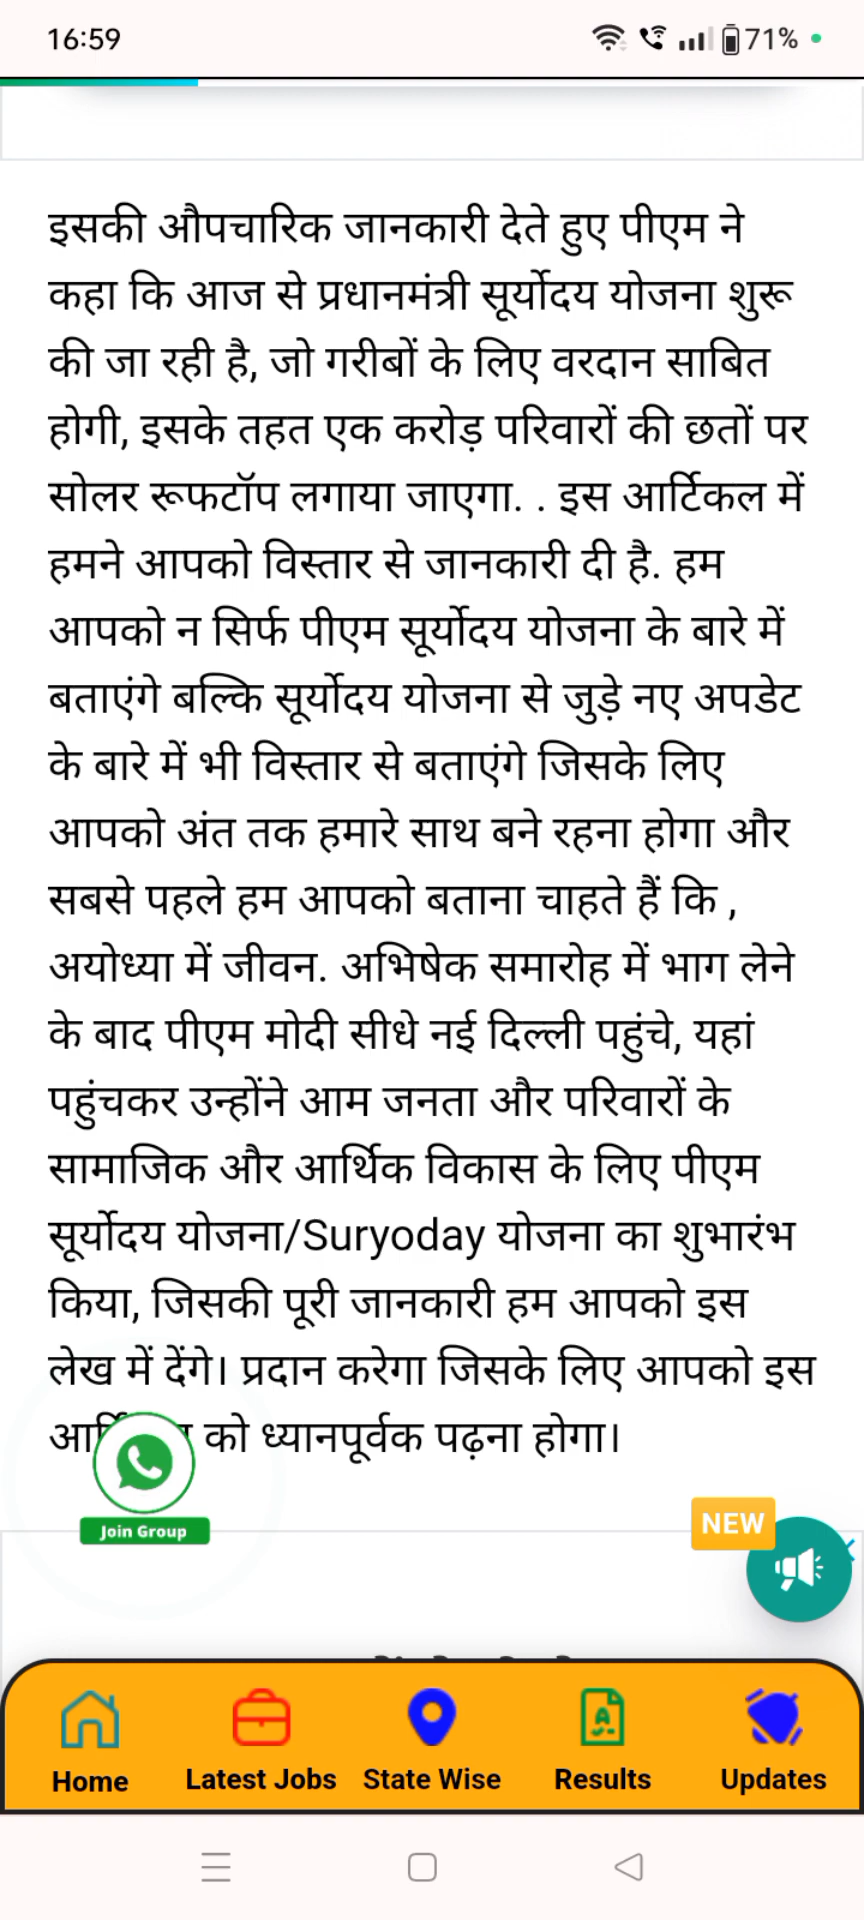 16:59
71%
इसकी औपचारिक जानकारी देते हुए पीएम ने
कहा कि आज से प्रधानमंत्री सूर्योदय योजना शुरू
की जा रही है, जो गरीबों के लिए वरदान साबित
होगी, इसके तहत एक करोड़ परिवारों की छतों पर
सोलर रूफटॉप लगाया जाएगा. . इस आर्टिकल में
हमने आपको विस्तार से जानकारी दी है. हम
आपको न सिर्फ पीएम सूर्योदय योजना के बारे में
बताएंगे बल्कि सूर्योदय योजना से जुड़े नए अपडेट
के बारे में भी विस्तार से बताएंगे जिसके लिए
आपको अंत तक हमारे साथ बने रहना होगा और
सबसे पहले हम आपको बताना चाहते हैं कि ,
अयोध्या में जीवन. अभिषेक समारोह में भाग लेने
के बाद पीएम मोदी सीधे नई दिल्ली पहुंचे, यहां
पहुंचकर उन्होंने आम जनता और परिवारों के
सामाजिक और आर्थिक विकास के लिए पीएम
सूर्योदय योजना/Suryoday योजना का शुभारंभ
किया, जिसकी पूरी जानकारी हम आपको इस
लेख में देंगे। प्रदान करेगा जिसके लिए आपको इस
को ध्यानपूर्वक पढ़ना होगा।
Join Group
NEW
Home Latest Jobs State Wise Results Updates